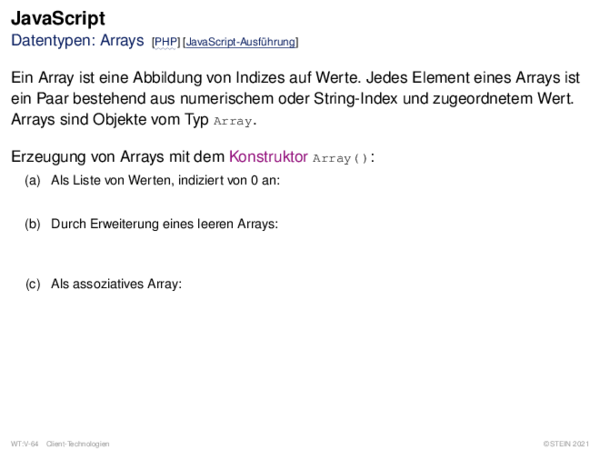 JavaScript
Datentypen: Arrays [PHP] [JavaScript-Ausführung]
Ein Array ist eine Abbildung von Indizes auf Werte. Jedes Element eines Arrays ist
ein Paar bestehend aus numerischem oder String-Index und zugeordnetem Wert.
Arrays sind Objekte vom Typ Array.
Erzeugung von Arrays mit dem Konstruktor Array():
(a) Als Liste von Werten, indiziert von 0 an:
(b) Durch Erweiterung eines leeren Arrays:
(c) Als assoziatives Array:
WT:V-64 Client-Technologien ©STEIN 2021